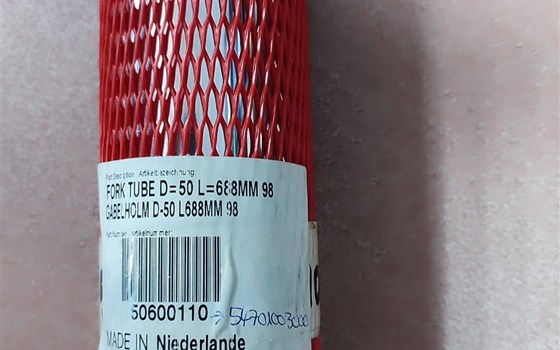 Part Description / Artikelbezeichnung:
FORK TUBE D=50 L=688MM 98
GABELHOLM D-50 L688MM 98
Part Number / Artikelnummer:
50600110 → 54701003000
MADE IN Niederlande